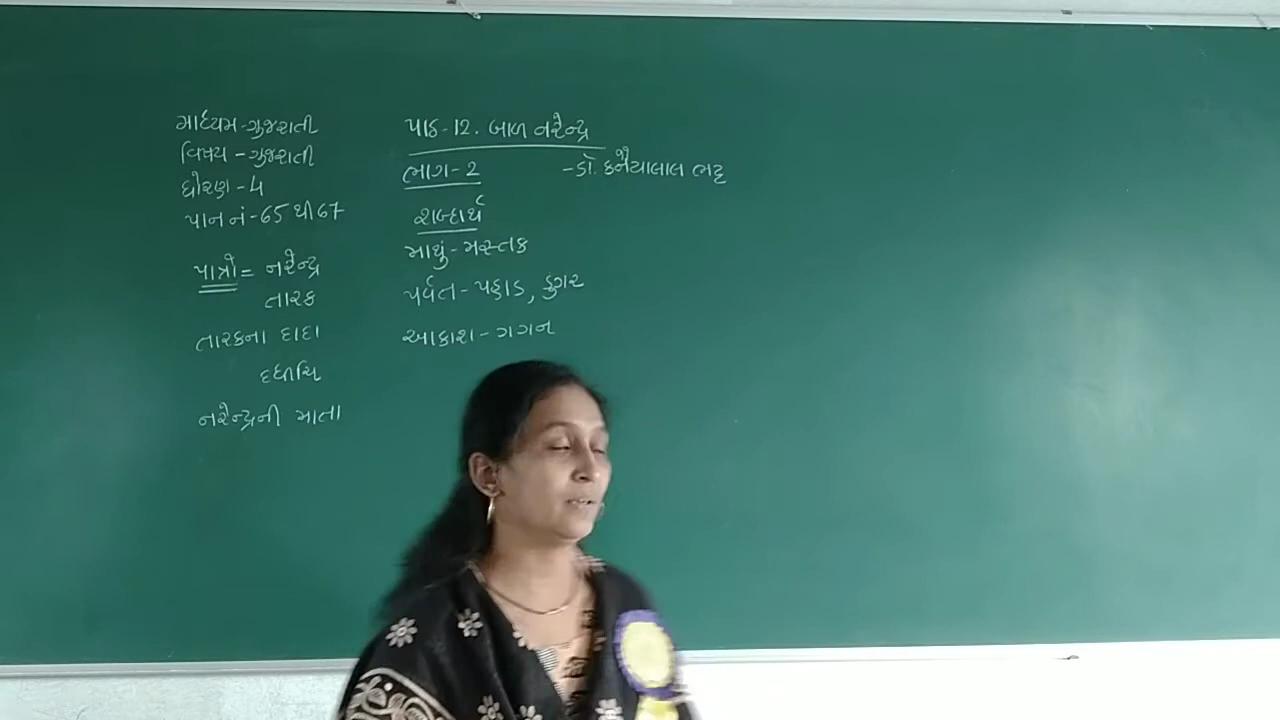 માધ્યમ-ગુજરાતી
વિષય - ગુજરાતી
ધોરણ - 4
પાન નં - 65 થી 67
પાત્રો = નરેન્દ્ર
તારક
તારકના દાદા
દધીચિ
નરેન્દ્રની માતા
પાઠ-12. બાળ નરેન્દ્ર
ભાગ-2
-ડૉ. કનૈયાલાલ ભટ્ટ
શબ્દાર્થ
માથું - મસ્તક
પર્વત - પહાડ, ડુંગર
આકાશ - ગગન